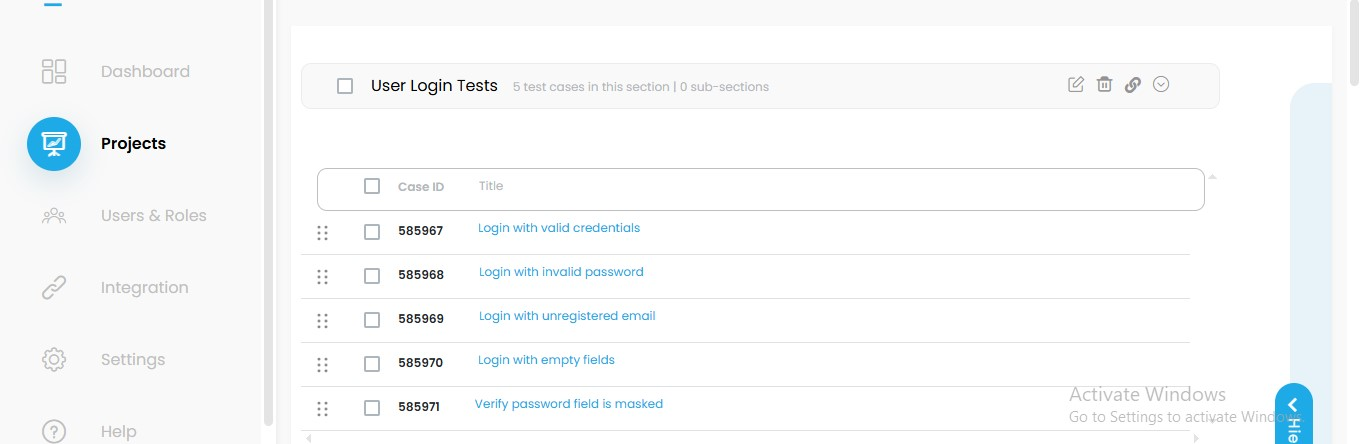 Dashboard
Projects
Users & Roles
Integration
Settings
Help
User Login Tests 5 test cases in this section | 0 sub-sections
Case ID Title
585967 Login with valid credentials
585968 Login with invalid password
585969 Login with unregistered email
585970 Login with empty fields
585971 Verify password field is masked
Activate Windows
Go to Settings to activate Windows.
Hie